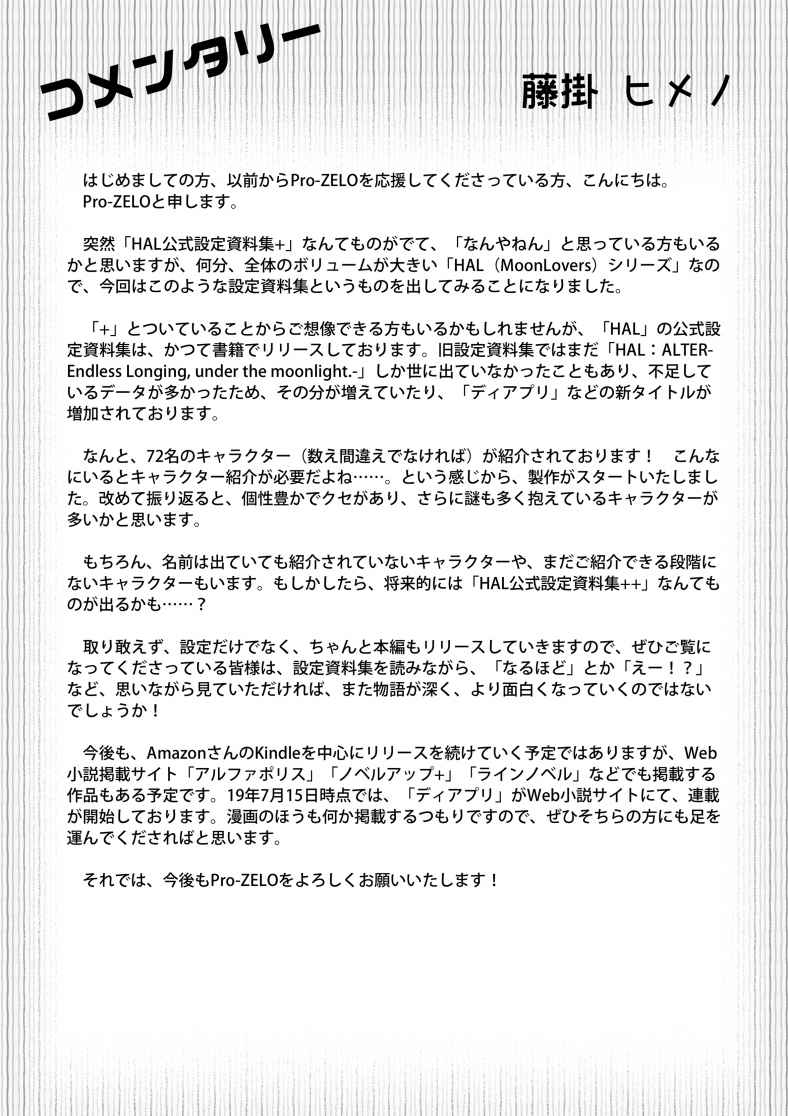 コメンタリー
藤掛 ヒメノ
はじめましての方、以前からPro-ZELOを応援してくださっている方、こんにちは。
Pro-ZELOと申します。
突然「HAL公式設定資料集+」なんてものがでて、「なんやねん」と思っている方もいる
かと思いますが、何分、全体のボリュームが大きい「HAL（MoonLovers）シリーズ」なの
で、今回はこのような設定資料集というものを出してみることになりました。
「+」とついていることからご想像できる方もいるかもしれませんが、「HAL」の公式設
定資料集は、かつて書籍でリリースしております。旧設定資料集ではまだ「HAL：ALTER-
Endless Longing, under the moonlight.-」しか世に出ていなかったこともあり、不足して
いるデータが多かったため、その分が増えていたり、「ディアプリ」などの新タイトルが
増加されております。
なんと、72名のキャラクター（数え間違えでなければ）が紹介されております！　こんな
にいるとキャラクター紹介が必要だよね……。という感じから、製作がスタートいたしまし
た。改めて振り返ると、個性豊かでクセがあり、さらに謎も多く抱えているキャラクターが
多いかと思います。
もちろん、名前は出ていても紹介されていないキャラクターや、まだご紹介できる段階に
ないキャラクターもいます。もしかしたら、将来的には「HAL公式設定資料集++」なんても
のが出るかも……？
取り敢えず、設定だけでなく、ちゃんと本編もリリースしていきますので、ぜひご覧に
なってくださっている皆様は、設定資料集を読みながら、「なるほど」とか「えー！？」
など、思いながら見ていただければ、また物語が深く、より面白くなっていくのではない
でしょうか！
今後も、AmazonさんのKindleを中心にリリースを続けていく予定ではありますが、Web
小説掲載サイト「アルファポリス」「ノベルアップ+」「ラインノベル」などでも掲載する
作品もある予定です。19年7月15日時点では、「ディアプリ」がWeb小説サイトにて、連載
が開始しております。漫画のほうも何か掲載するつもりですので、ぜひそちらの方にも足を
運んでくださればと思います。
それでは、今後もPro-ZELOをよろしくお願いいたします！